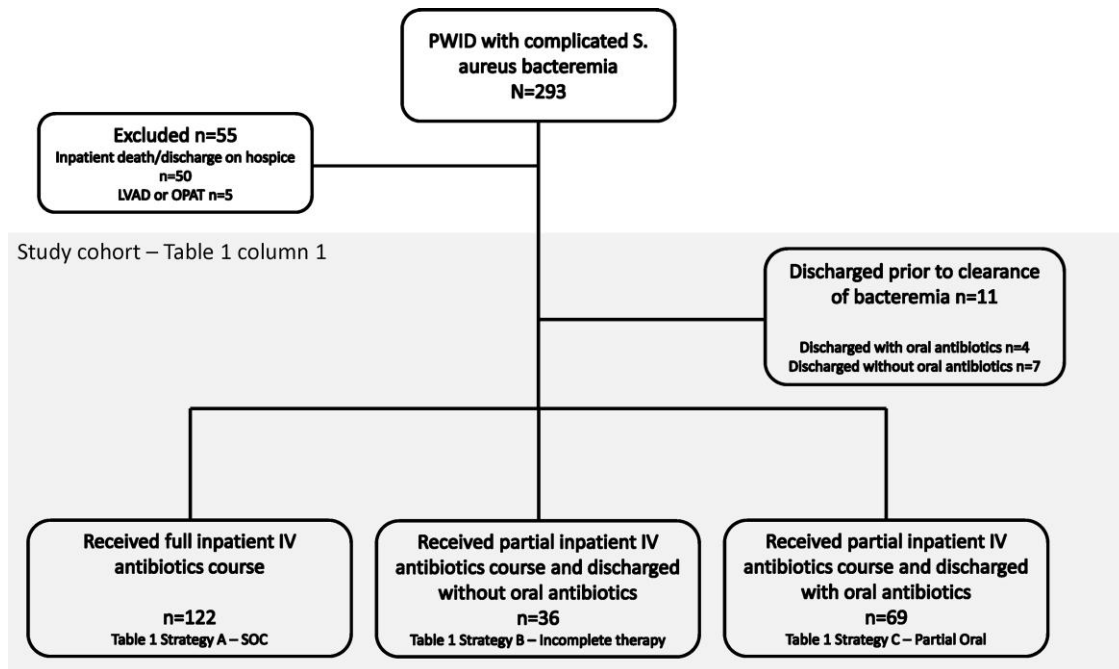 PWID with complicated S.
aureus bacteremia
N=293
Excluded n=55
Inpatient death/discharge on hospice
n=50
LVAD or OPAT n=5
Study cohort – Table 1 column 1
Discharged prior to clearance
of bacteremia n=11
Discharged with oral antibiotics n=4
Discharged without oral antibiotics n=7
Received full inpatient IV
antibiotics course
n=122
Table 1 Strategy A – SOC
Received partial inpatient IV
antibiotics course and discharged
without oral antibiotics
n=36
Table 1 Strategy B – Incomplete therapy
Received partial inpatient IV
antibiotics course and discharged
with oral antibiotics
n=69
Table 1 Strategy C – Partial Oral